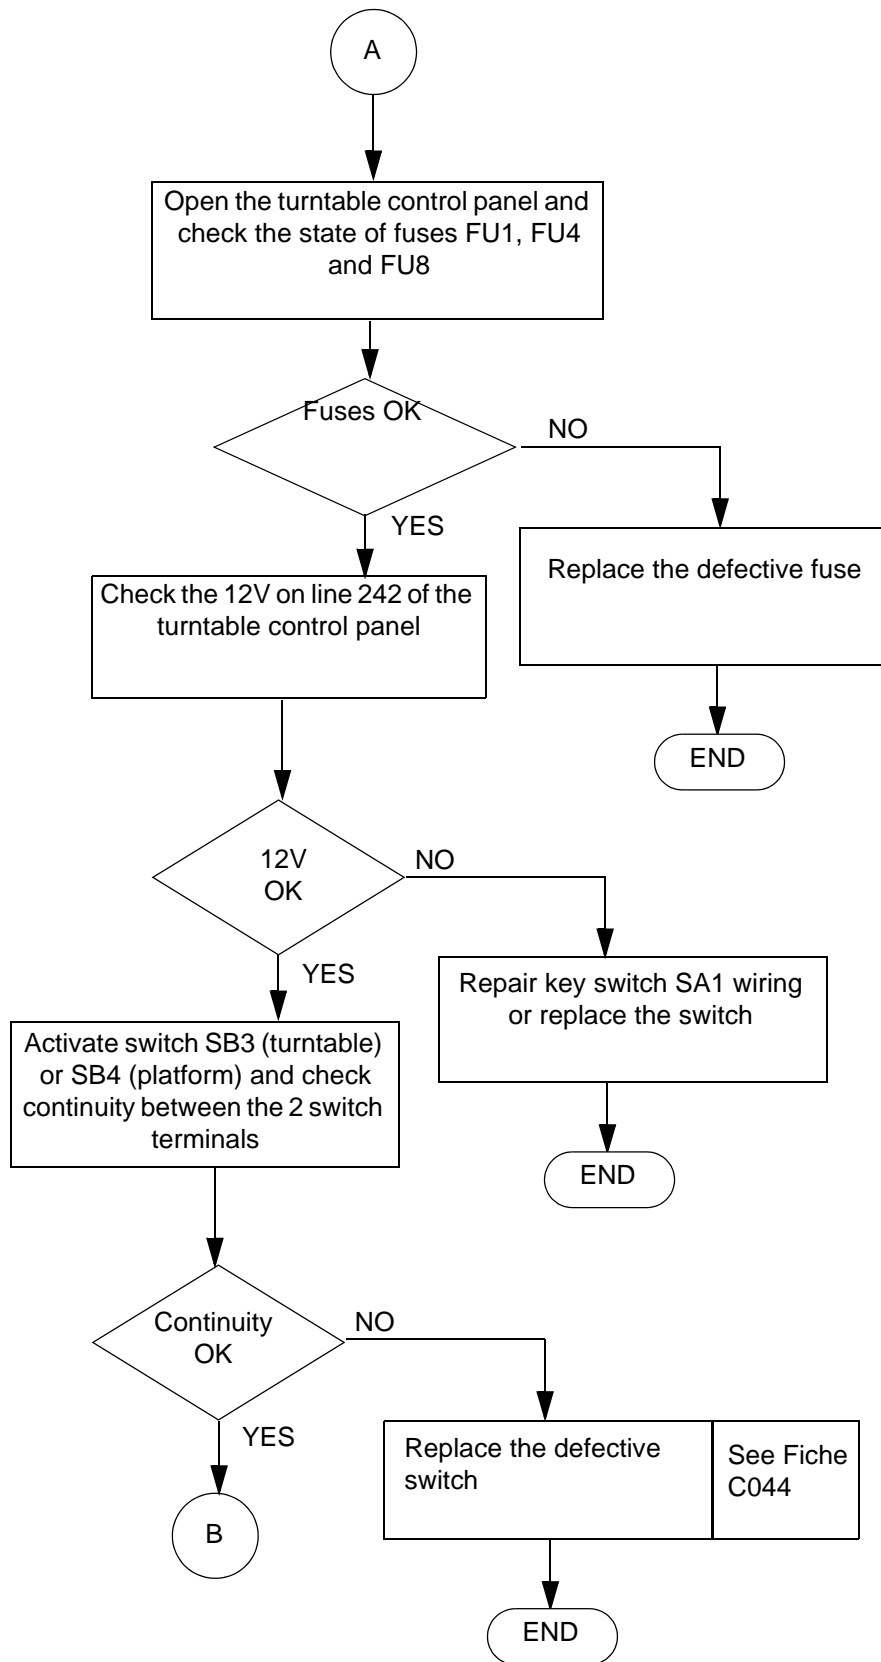 A
Open the turntable control panel and
check the state of fuses FU1, FU4
and FU8
Fuses OK
NO
YES
Replace the defective fuse
Check the 12V on line 242 of the
turntable control panel
END
12V
OK
NO
YES
Repair key switch SA1 wiring
or replace the switch
Activate switch SB3 (turntable)
or SB4 (platform) and check
continuity between the 2 switch
terminals
END
Continuity
OK
NO
YES
Replace the defective
switch
See Fiche
C044
B
END